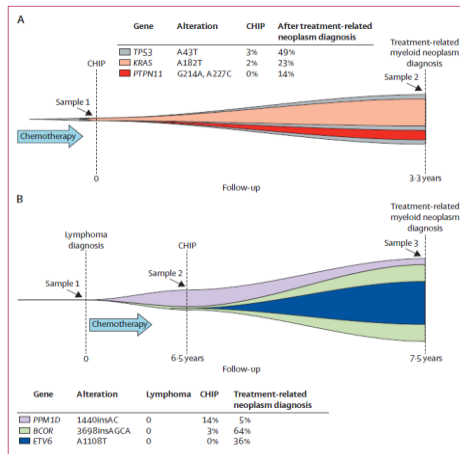 A
Gene Alteration CHIP After treatment-related neoplasm diagnosis
TP53 A43T 3% 49%
KRAS A182T 2% 23%
PTPN11 G214A, A227C 0% 14%
Treatment-related
myeloid neoplasm
diagnosis
CHIP
Sample 1
Sample 2
Chemotherapy
0
3·3 years
Follow-up
B
Lymphoma
diagnosis
CHIP
Treatment-related
myeloid neoplasm
diagnosis
Sample 1
Sample 2
Sample 3
Chemotherapy
0
6·5 years
7·5 years
Follow-up
Gene Alteration Lymphoma CHIP Treatment-related neoplasm diagnosis
PPM1D 1440insAC 0 14% 5%
BCOR 3698insAGCA 0 3% 64%
ETV6 A1108T 0 0% 36%